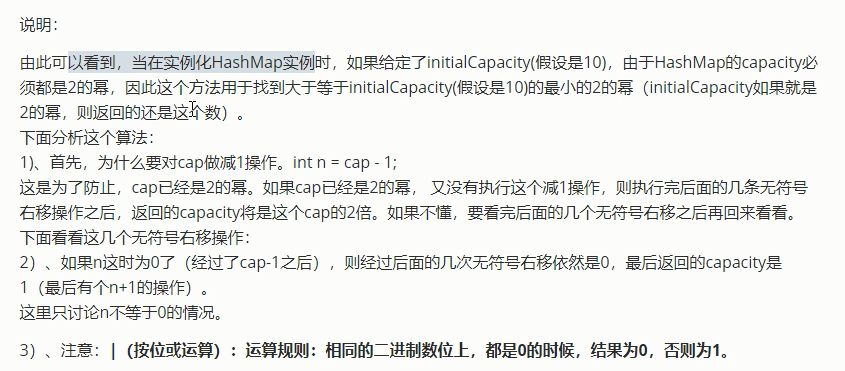 说明：
由此可以看到，当在实例化HashMap实例时，如果给定了initialCapacity(假设是10)，由于HashMap的capacity必
须都是2的幂，因此这个方法用于找到大于等于initialCapacity(假设是10)的最小的2的幂（initialCapacity如果就是
2的幂，则返回的还是这个数）。
下面分析这个算法：
1)、首先，为什么要对cap做减1操作。int n = cap - 1;
这是为了防止，cap已经是2的幂。如果cap已经是2的幂， 又没有执行这个减1操作，则执行完后面的几条无符号
右移操作之后，返回的capacity将是这个cap的2倍。如果不懂，要看完后面的几个无符号右移之后再回来看看。
下面看看这几个无符号右移操作：
2）、如果n这时为0了（经过了cap-1之后），则经过后面的几次无符号右移依然是0，最后返回的capacity是
1（最后有个n+1的操作）。
这里只讨论n不等于0的情况。
3）、注意：|（按位或运算）：运算规则：相同的二进制数位上，都是0的时候，结果为0，否则为1。